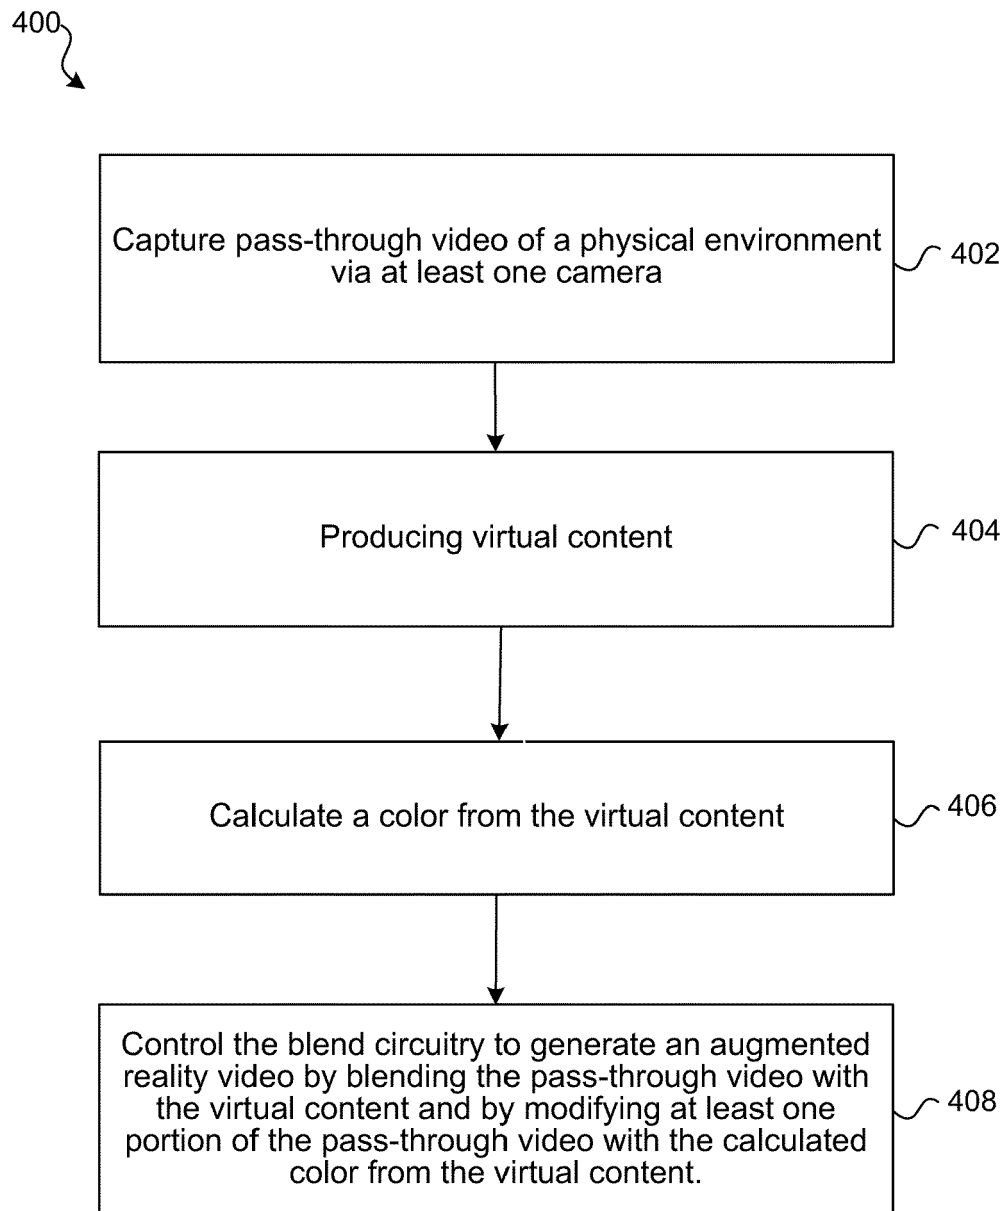 400
Capture pass-through video of a physical environment
via at least one camera
402
Producing virtual content
404
Calculate a color from the virtual content
406
Control the blend circuitry to generate an augmented
reality video by blending the pass-through video with
the virtual content and by modifying at least one
portion of the pass-through video with the calculated
color from the virtual content.
408